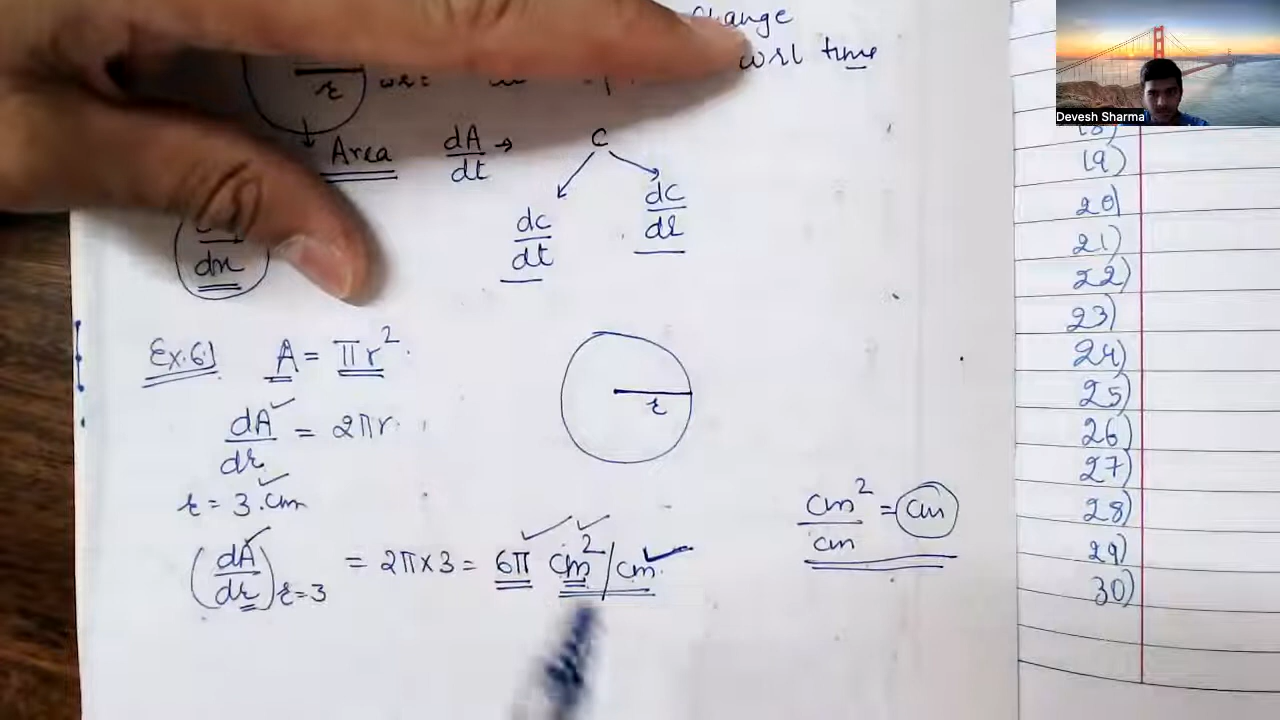 Change
wrt time
r
Area dA/dt → C
dc/dt dc/dr
dx
Ex.6) A = πr².
dA/dr = 2πr.
r
r = 3.cm
(dA/dr)r=3 = 2π×3 = 6π cm²/cm.
cm²/cm = cm
Devesh Sharma
19)
20)
21)
22)
23)
24)
25)
26)
27)
28)
29)
30)